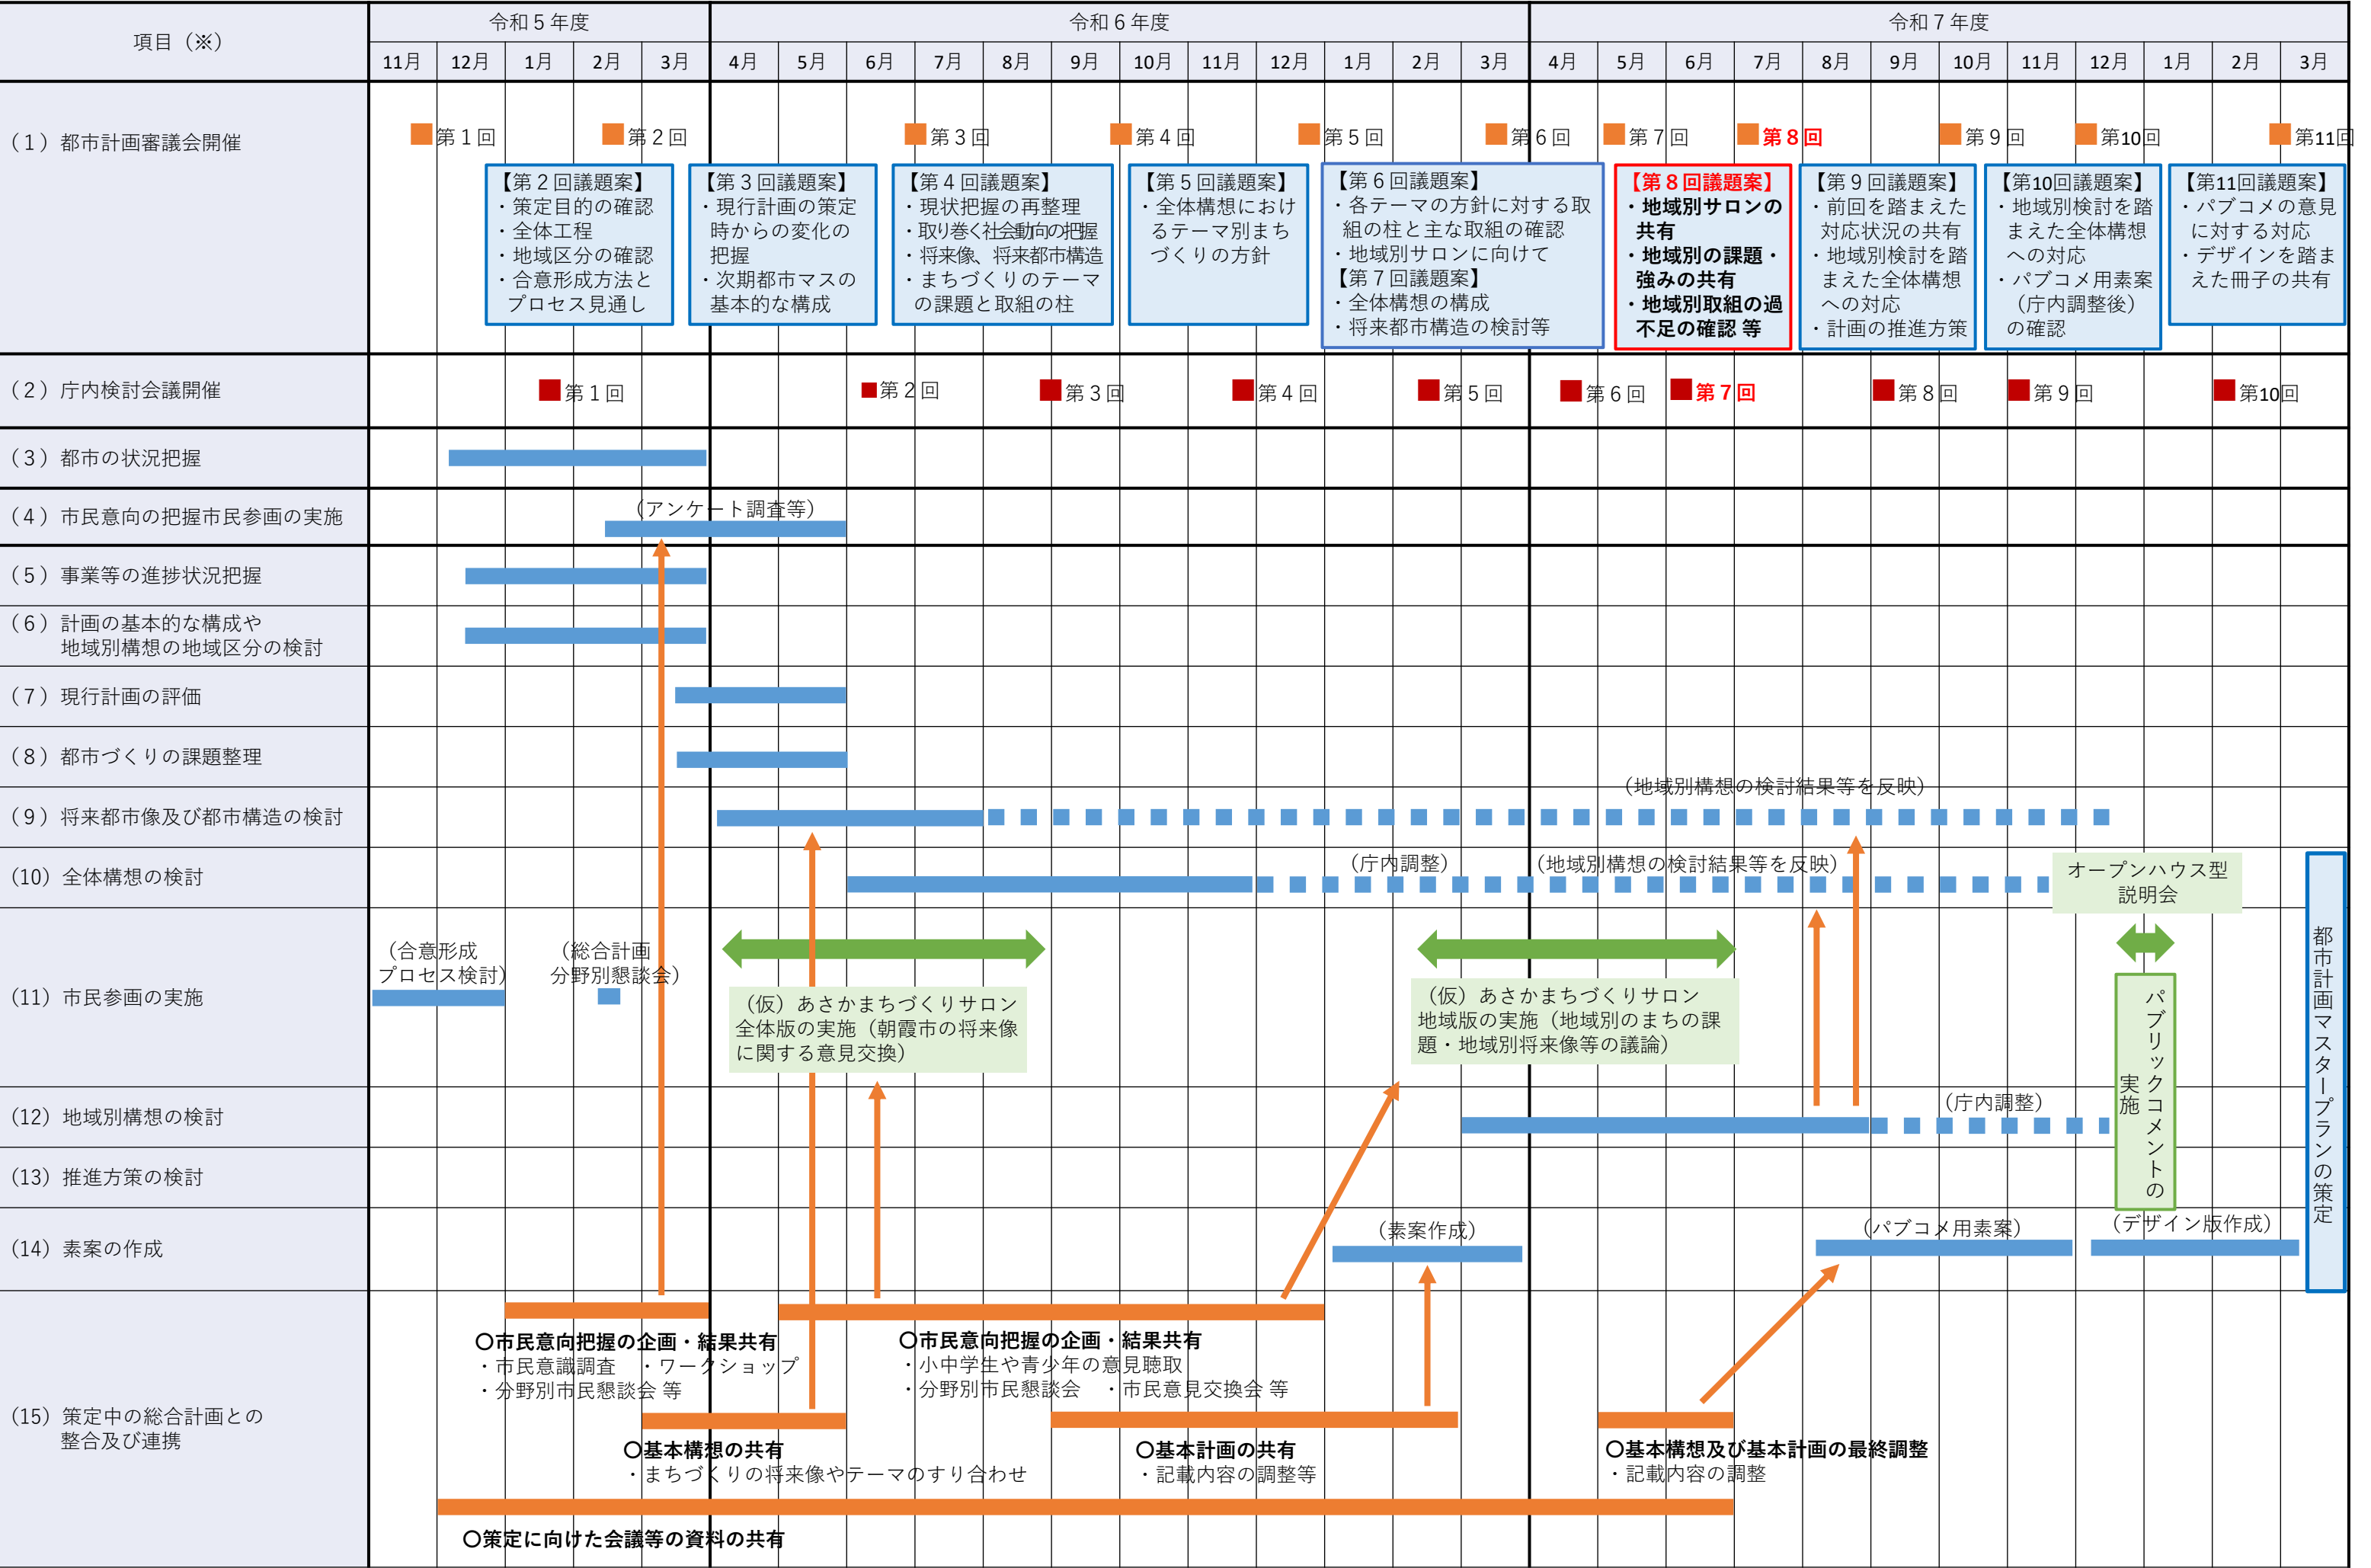 項目（※）
令和５年度
令和６年度
令和７年度
11月 12月 1月 2月 3月 4月 5月 6月 7月 8月 9月 10月 11月 12月 1月 2月 3月 4月 5月 6月 7月 8月 9月 10月 11月 12月 1月 2月 3月
（１）都市計画審議会開催
第１回 第２回 第３回 第４回 第５回 第６回 第７回 第８回 第９回 第10回 第11回
【第２回議題案】
・策定目的の確認
・全体工程
・地域区分の確認
・合意形成方法と
プロセス見通し
【第３回議題案】
・現行計画の策定
時からの変化の
把握
・次期都市マスの
基本的な構成
【第４回議題案】
・現状把握の再整理
・取り巻く社会動向の把握
・将来像、将来都市構造
・まちづくりのテーマ
の課題と取組の柱
【第５回議題案】
・全体構想におけ
るテーマ別まち
づくりの方針
【第６回議題案】
・各テーマの方針に対する取
組の柱と主な取組の確認
・地域別サロンに向けて
【第７回議題案】
・全体構想の構成
・将来都市構造の検討等
【第８回議題案】
・地域別サロンの
共有
・地域別の課題・
強みの共有
・地域別取組の過
不足の確認 等
【第９回議題案】
・前回を踏まえた
対応状況の共有
・地域別検討を踏
まえた全体構想
への対応
・計画の推進方策
【第10回議題案】
・地域別検討を踏
まえた全体構想
への対応
・パブコメ用素案
（庁内調整後）
の確認
【第11回議題案】
・パブコメの意見
に対する対応
・デザインを踏ま
えた冊子の共有
（２）庁内検討会議開催
第１回 第２回 第３回 第４回 第５回 第６回 第７回 第８回 第９回 第10回
（３）都市の状況把握
（４）市民意向の把握市民参画の実施
（アンケート調査等）
（５）事業等の進捗状況把握
（６）計画の基本的な構成や
地域別構想の地域区分の検討
（７）現行計画の評価
（８）都市づくりの課題整理
（地域別構想の検討結果等を反映）
（９）将来都市像及び都市構造の検討
（10）全体構想の検討
（庁内調整）
（地域別構想の検討結果等を反映）
オープンハウス型
説明会
（11）市民参画の実施
（合意形成
プロセス検討）
（総合計画
分野別懇談会）
（仮）あさかまちづくりサロン
全体版の実施（朝霞市の将来像
に関する意見交換）
（仮）あさかまちづくりサロン
地域版の実施（地域別のまちの課
題・地域別将来像等の議論）
パブリックコメントの
実施
都市計画マスタープランの策定
（12）地域別構想の検討
（庁内調整）
（13）推進方策の検討
（14）素案の作成
（素案作成）
（パブコメ用素案）
（デザイン版作成）
（15）策定中の総合計画との
整合及び連携
〇市民意向把握の企画・結果共有
・市民意識調査　・ワークショップ
・分野別市民懇談会 等
〇市民意向把握の企画・結果共有
・小中学生や青少年の意見聴取
・分野別市民懇談会　・市民意見交換会 等
〇基本構想の共有
・まちづくりの将来像やテーマのすり合わせ
〇基本計画の共有
・記載内容の調整等
〇基本構想及び基本計画の最終調整
・記載内容の調整
〇策定に向けた会議等の資料の共有